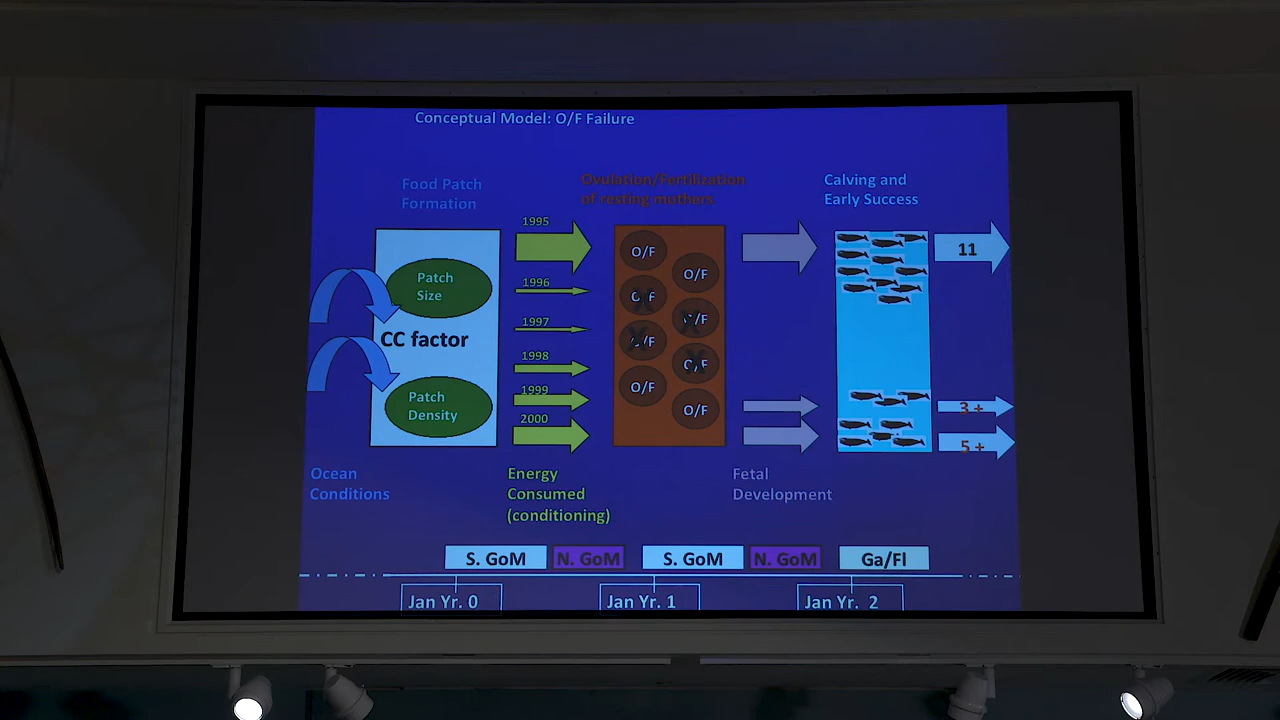 Conceptual Model: O/F Failure
Food Patch
Formation
Ovulation/Fertilization
of resting mothers
Calving and
Early Success
1995
1996
1997
1998
1999
2000
Patch
Size
CC factor
Patch
Density
O/F
O/F
O/F
O/F
O/F
O/F
O/F
O/F
11
3 +
5 +
Ocean
Conditions
Energy
Consumed
(conditioning)
Fetal
Development
S. GoM
N. GoM
S. GoM
N. GoM
Ga/Fl
Jan Yr. 0
Jan Yr. 1
Jan Yr. 2